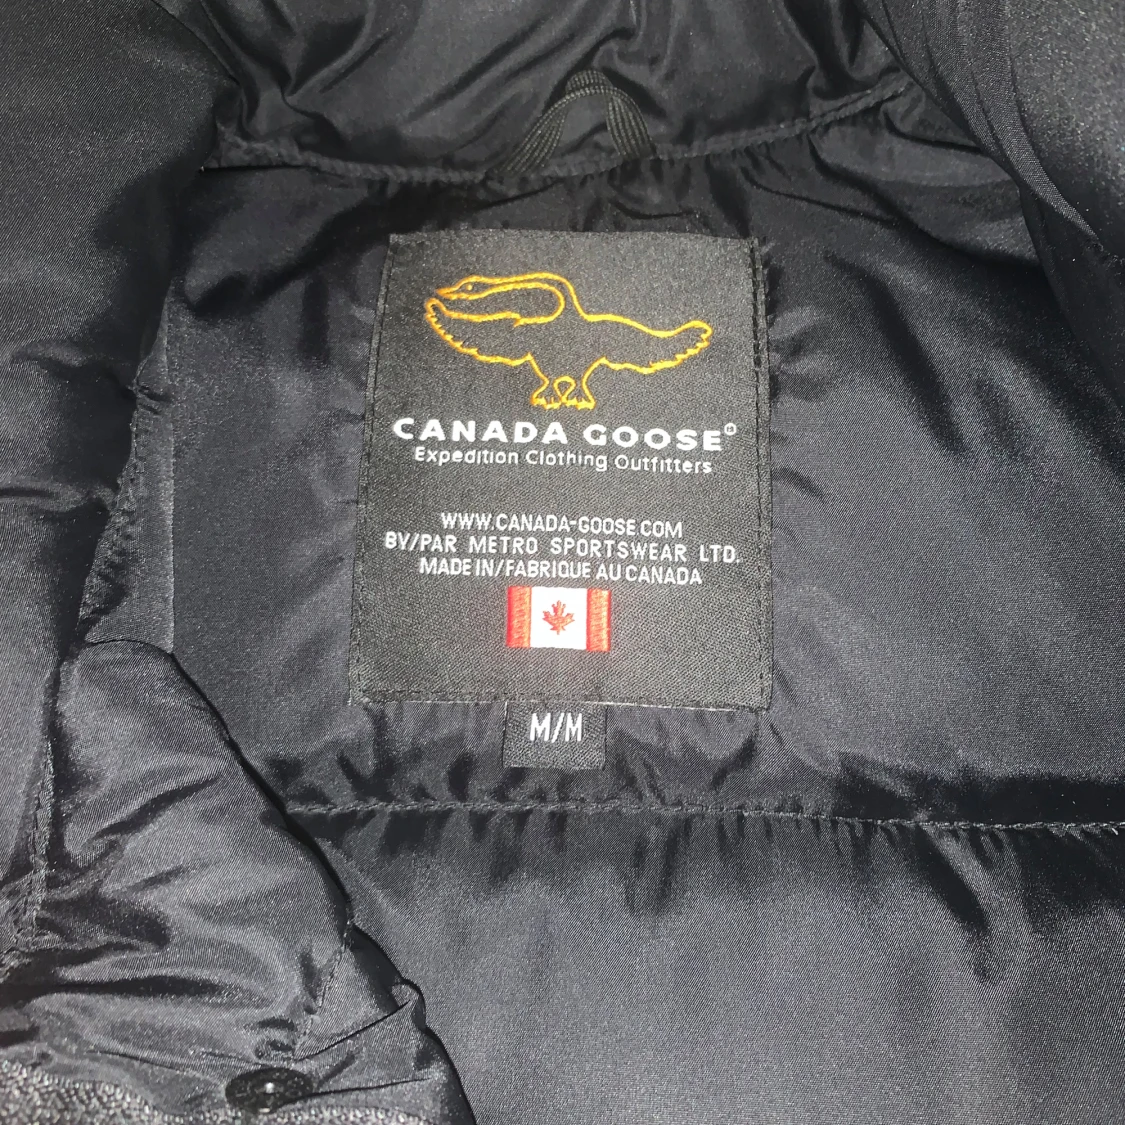 CANADA GOOSE®
Expedition Clothing Outfitters
WWW.CANADA-GOOSE.COM
BY/PAR METRO SPORTSWEAR LTD.
MADE IN/FABRIQUE AU CANADA
M/M